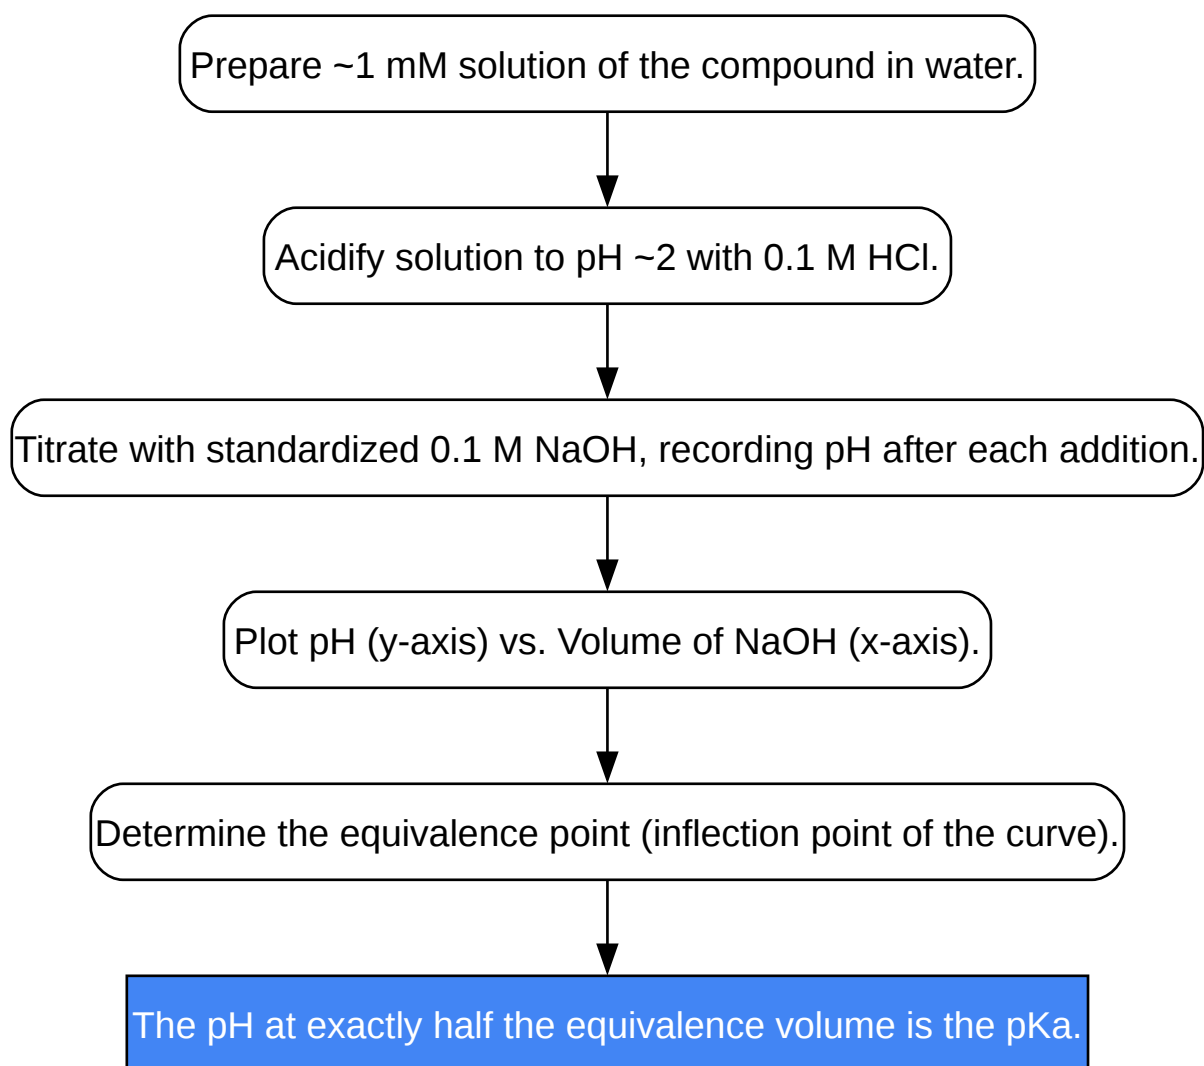 Prepare ~1 mM solution of the compound in water.
Acidify solution to pH ~2 with 0.1 M HCl.
Titrate with standardized 0.1 M NaOH, recording pH after each addition.
Plot pH (y-axis) vs. Volume of NaOH (x-axis).
Determine the equivalence point (inflection point of the curve).
The pH at exactly half the equivalence volume is the pKa.